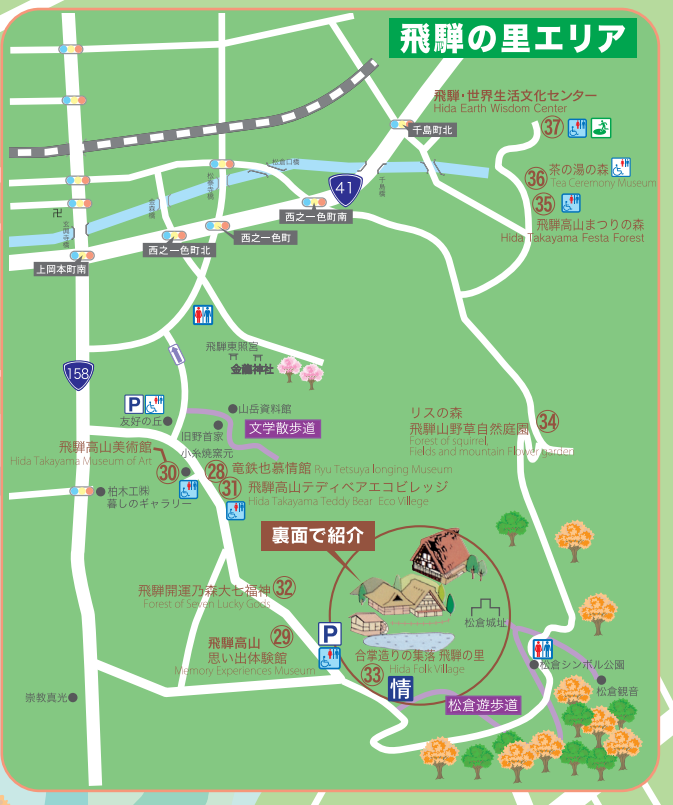 飛騨の里エリア
飛騨・世界生活文化センター
Hida Earth Wisdom Center
37
千島町北
松倉口橋
茶の湯の森
36
Tea Ceremony Museum
35
飛騨高山まつりの森
Hida Takayama Festa Forest
41
千島橋
西之一色町南
西之一色町
西之一色町北
上岡本町南
158
飛騨東照宮
金龍神社
P
友好の丘
山岳資料館
文学散歩道
旧野首家
小糸焼窯元
飛騨高山美術館
Hida Takayama Museum of Art
30
28 竜鉄也慕情館 Ryu Tetsuya longing Museum
31 飛騨高山テディベアエコビレッジ
Hida Takayama Teddy Bear Eco Villege
柏木工㈱
暮しのギャラリー
リスの森
飛騨山野草自然庭園
34
Forest of squirrel,
Fields and mountain Flower garden
裏面で紹介
飛騨開運乃森大七福神 32
Forest of Seven Lucky Gods
飛騨高山 29
思い出体験館
Memory Experiences Museum
P
合掌造りの集落 飛騨の里
33 Hida Folk Village
情
松倉城址
松倉シンボル公園
松倉観音
松倉遊歩道
崇教真光